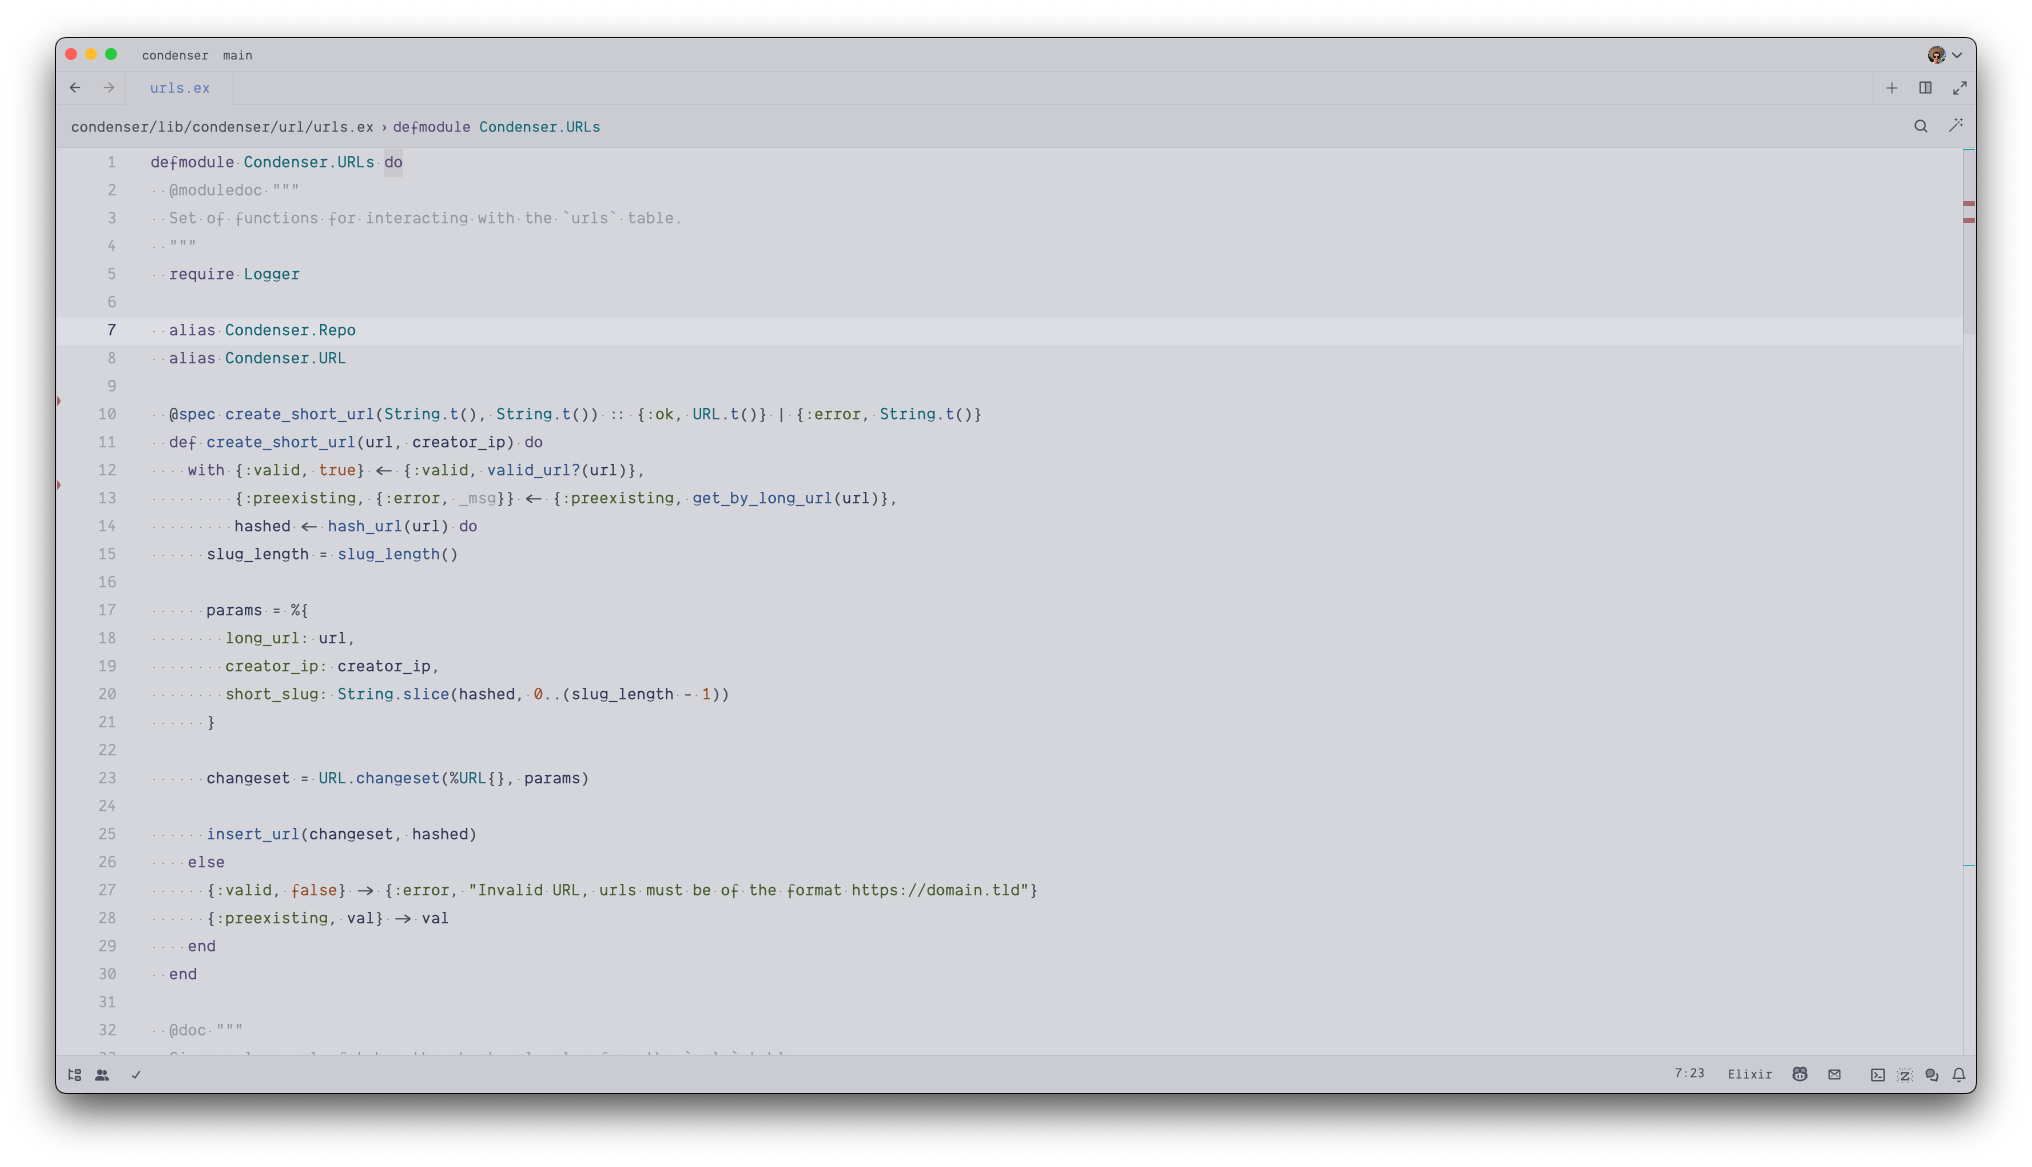 condenser main
urls.ex
condenser/lib/condenser/url/urls.ex › defmodule Condenser.URLs
1 defmodule Condenser.URLs do
2 @moduledoc """
3 Set of functions for interacting with the `urls` table.
4 """
5 require Logger
6
7 alias Condenser.Repo
8 alias Condenser.URL
9
10 @spec create_short_url(String.t(), String.t()) :: {:ok, URL.t()} | {:error, String.t()}
11 def create_short_url(url, creator_ip) do
12 with {:valid, true} <- {:valid, valid_url?(url)},
13 {:preexisting, {:error, _msg}} <- {:preexisting, get_by_long_url(url)},
14 hashed <- hash_url(url) do
15 slug_length = slug_length()
16
17 params = %{
18 long_url: url,
19 creator_ip: creator_ip,
20 short_slug: String.slice(hashed, 0..(slug_length - 1))
21 }
22
23 changeset = URL.changeset(%URL{}, params)
24
25 insert_url(changeset, hashed)
26 else
27 {:valid, false} -> {:error, "Invalid URL, urls must be of the format https://domain.tld"}
28 {:preexisting, val} -> val
29 end
30 end
31
32 @doc """
7:23 Elixir